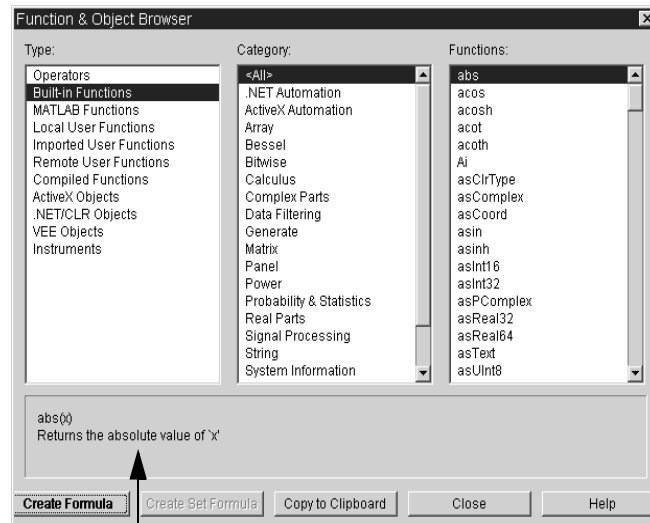 Function & Object Browser
Type:
Category:
Functions:
Operators
Built-in Functions
MATLAB Functions
Local User Functions
Imported User Functions
Remote User Functions
Compiled Functions
ActiveX Objects
.NET/CLR Objects
VEE Objects
Instruments
<All>
.NET Automation
ActiveX Automation
Array
Bessel
Bitwise
Calculus
Complex Parts
Data Filtering
Generate
Matrix
Panel
Power
Probability & Statistics
Real Parts
Signal Processing
String
System Information
abs
acos
acosh
acot
acoth
Ai
asClrType
asComplex
asCoord
asin
asinh
asInt16
asInt32
asPComplex
asReal32
asReal64
asText
asUInt8
abs(x)
Returns the absolute value of `x'
Create Formula
Create Set Formula
Copy to Clipboard
Close
Help